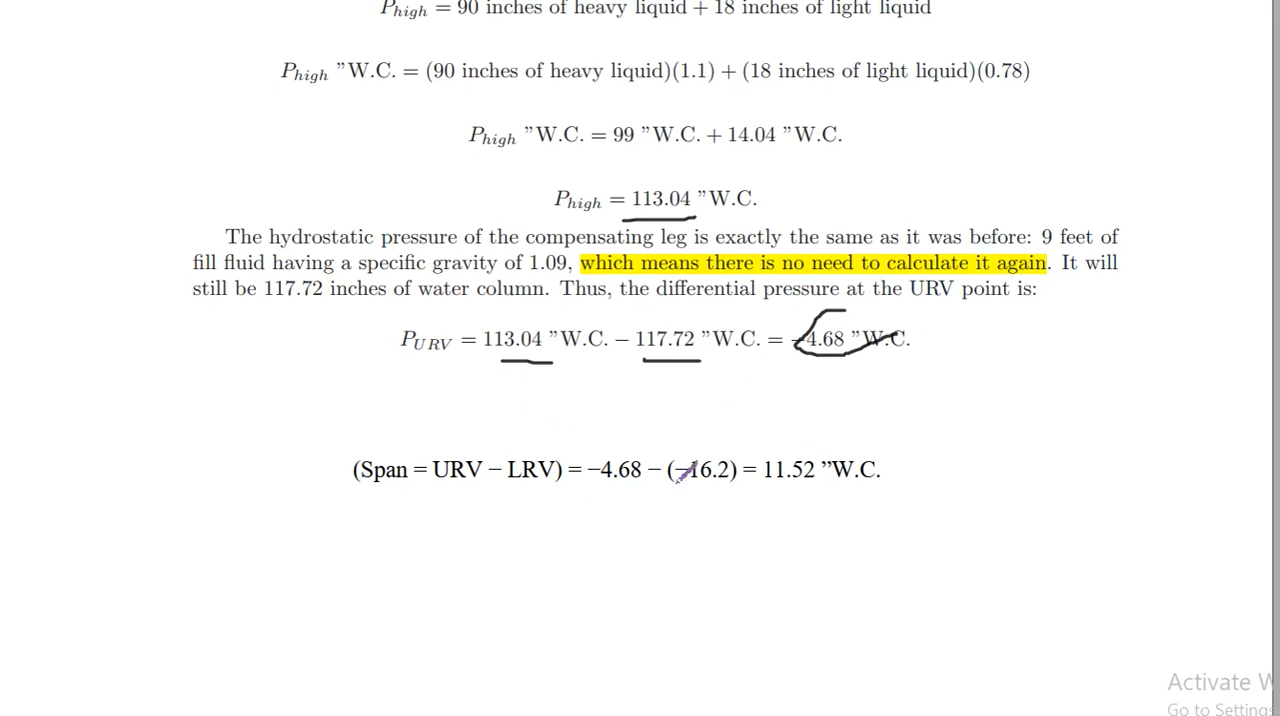 P_high = 90 inches of heavy liquid + 18 inches of light liquid
P_high ”W.C. = (90 inches of heavy liquid)(1.1) + (18 inches of light liquid)(0.78)
P_high ”W.C. = 99 ”W.C. + 14.04 ”W.C.
P_high = 113.04 ”W.C.
The hydrostatic pressure of the compensating leg is exactly the same as it was before: 9 feet of
fill fluid having a specific gravity of 1.09, which means there is no need to calculate it again. It will
still be 117.72 inches of water column. Thus, the differential pressure at the URV point is:
P_URV = 113.04 ”W.C. − 117.72 ”W.C. = −4.68 ”W.C.
(Span = URV − LRV) = −4.68 − (−16.2) = 11.52 ”W.C.
Activate W
Go to Settings